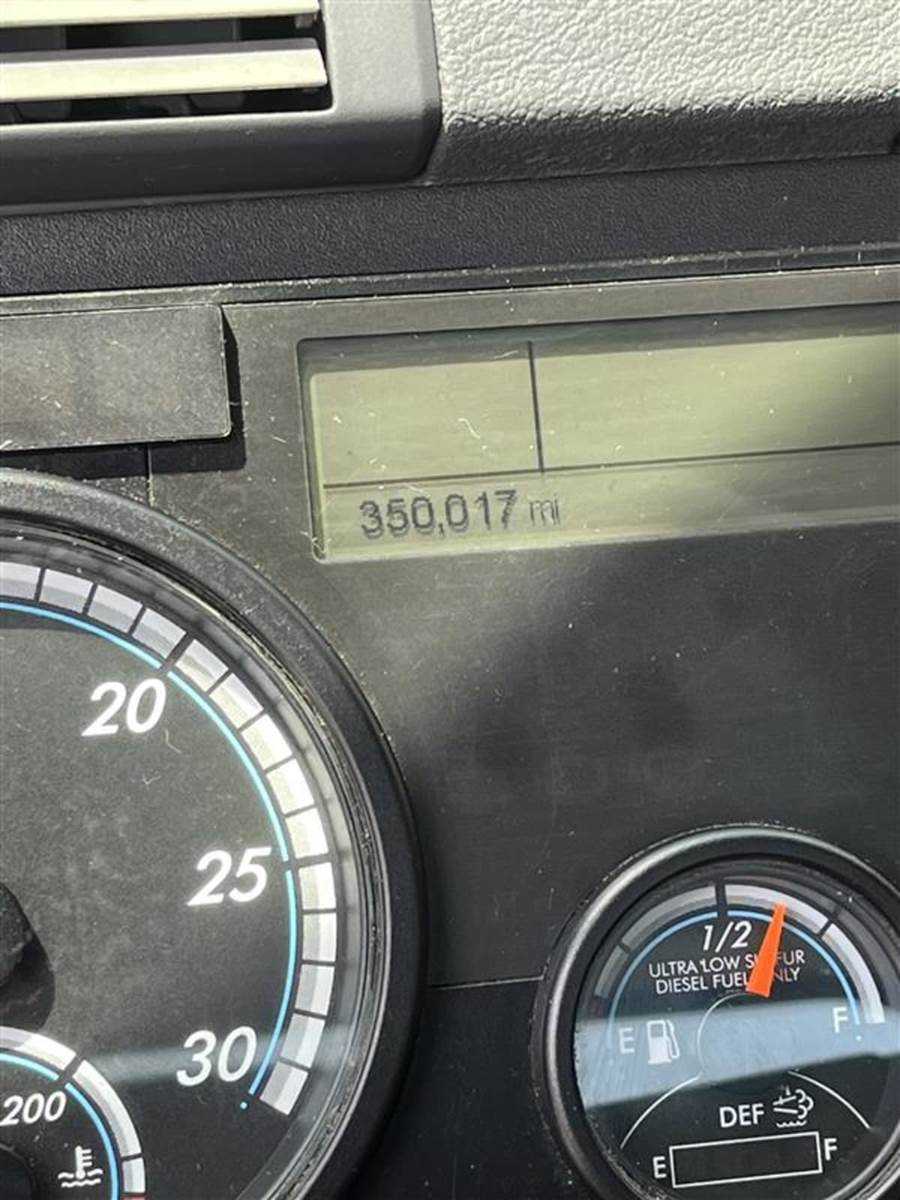 350,017 mi
20
25
30
200
1/2
ULTRA LOW SULFUR
DIESEL FUEL ONLY
E F
DEF
E F